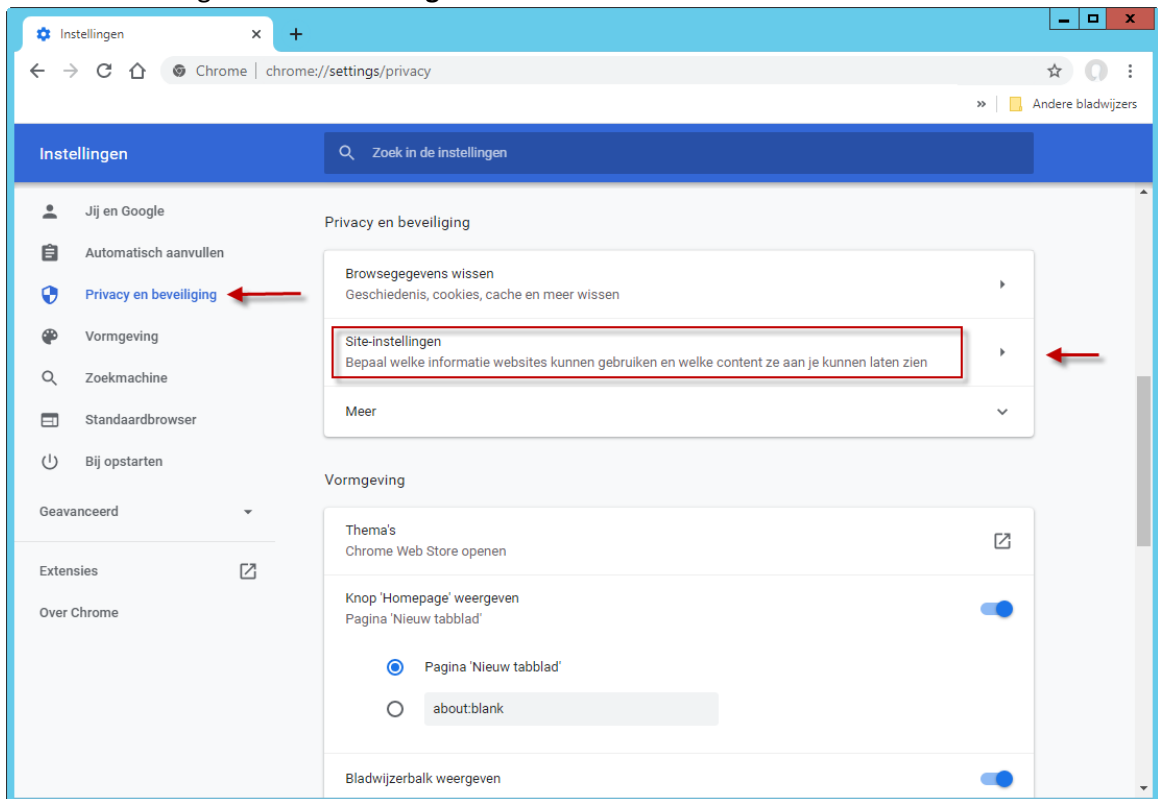 Instellingen
Chrome | chrome://settings/privacy
Andere bladwijzers
Instellingen
Zoek in de instellingen
Jij en Google
Automatisch aanvullen
Privacy en beveiliging
Vormgeving
Zoekmachine
Standaardbrowser
Bij opstarten
Geavanceerd
Extensies
Over Chrome
Privacy en beveiliging
Browsegegevens wissen
Geschiedenis, cookies, cache en meer wissen
Site-instellingen
Bepaal welke informatie websites kunnen gebruiken en welke content ze aan je kunnen laten zien
Meer
Vormgeving
Thema's
Chrome Web Store openen
Knop 'Homepage' weergeven
Pagina 'Nieuw tabblad'
Pagina 'Nieuw tabblad'
about:blank
Bladwijzerbalk weergeven